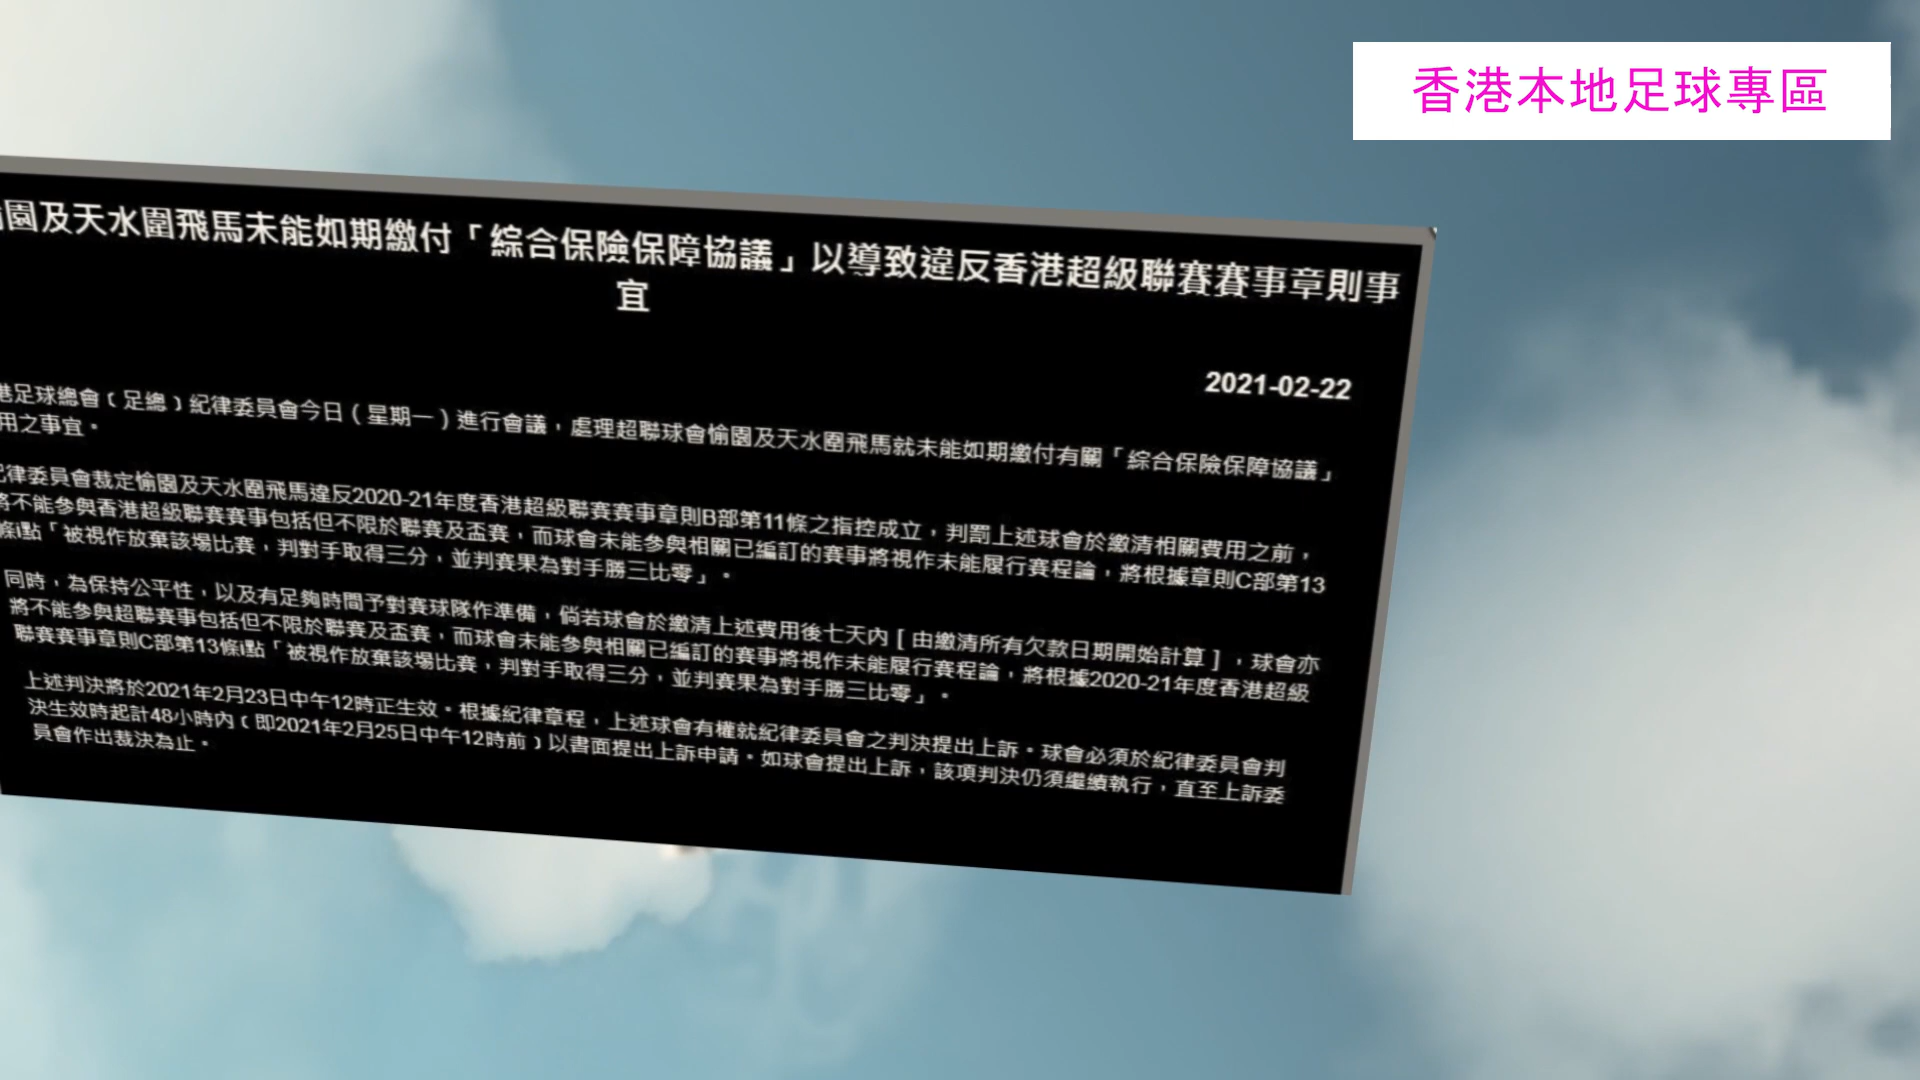 香港本地足球專區
園及天水圍飛馬未能如期繳付「綜合保險保障協議」以導致違反香港超級聯賽賽事章則事
宜
2021-02-22
港足球總會﹝足總﹞紀律委員會今日（星期一）進行會議，處理超聯球會愉園及天水圍飛馬就未能如期繳付有關「綜合保險保障協議」
用之事宜。
紀律委員會裁定愉園及天水圍飛馬違反2020-21年度香港超級聯賽賽事章則B部第11條之指控成立，判罰上述球會於繳清相關費用之前，
將不能參與香港超級聯賽賽事包括但不限於聯賽及盃賽，而球會未能參與相關已編訂的賽事將視作未能履行賽程論，將根據章則C部第13
條i點「被視作放棄該場比賽，判對手取得三分，並判賽果為對手勝三比零」。
同時，為保持公平性，以及有足夠時間予對賽球隊作準備，倘若球會於繳清上述費用後七天內［由繳清所有欠款日期開始計算］，球會亦
將不能參與超聯賽事包括但不限於聯賽及盃賽，而球會未能參與相關已編訂的賽事將視作未能履行賽程論，將根據2020-21年度香港超級
聯賽賽事章則C部第13條i點「被視作放棄該場比賽，判對手取得三分，並判賽果為對手勝三比零」。
上述判決將於2021年2月23日中午12時正生效。根據紀律章程，上述球會有權就紀律委員會之判決提出上訴。球會必須於紀律委員會判
決生效時起計48小時內﹝即2021年2月25日中午12時前﹞以書面提出上訴申請。如球會提出上訴，該項判決仍須繼續執行，直至上訴委
員會作出裁決為止。